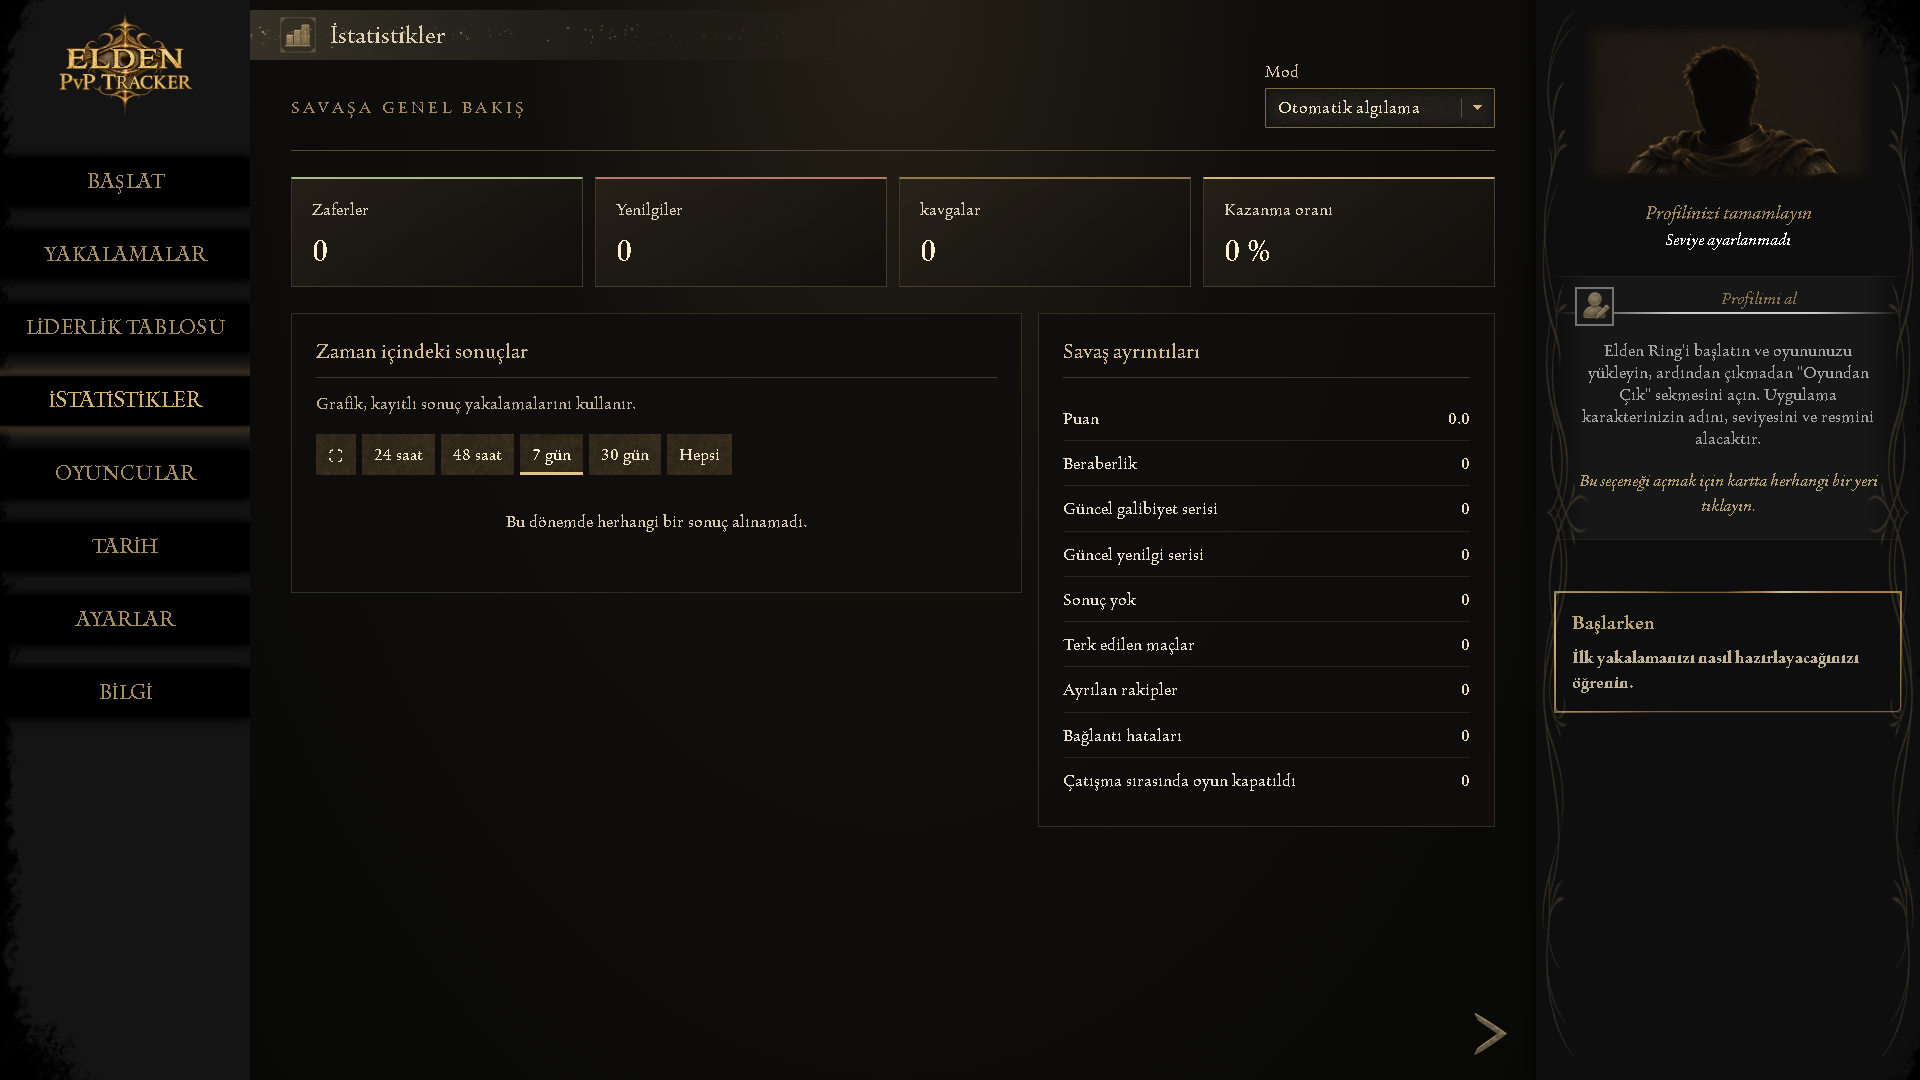 ELDEN
PvP TRACKER
BAŞLAT
YAKALAMALAR
LİDERLİK TABLOSU
İSTATİSTİKLER
OYUNCULAR
TARİH
AYARLAR
BİLGİ
İstatistikler
SAVAŞA GENEL BAKIŞ
Mod
Otomatik algılama
Zaferler
0
Yenilgiler
0
kavgalar
0
Kazanma oranı
0 %
Zaman içindeki sonuçlar
Grafik, kayıtlı sonuç yakalamalarını kullanır.
24 saat
48 saat
7 gün
30 gün
Hepsi
Bu dönemde herhangi bir sonuç alınamadı.
Savaş ayrıntıları
Puan 0.0
Beraberlik 0
Güncel galibiyet serisi 0
Güncel yenilgi serisi 0
Sonuç yok 0
Terk edilen maçlar 0
Ayrılan rakipler 0
Bağlantı hataları 0
Çatışma sırasında oyun kapatıldı 0
Profilinizi tamamlayın
Seviye ayarlanmadı
Profilimi al
Elden Ring'i başlatın ve oyununuzu
yükleyin, ardından çıkmadan "Oyundan
Çık" sekmesini açın. Uygulama
karakterinizin adını, seviyesini ve resmini
alacaktır.
Bu seçeneği açmak için kartta herhangi bir yeri
tıklayın.
Başlarken
İlk yakalamanızı nasıl hazırlayacağınızı
öğrenin.